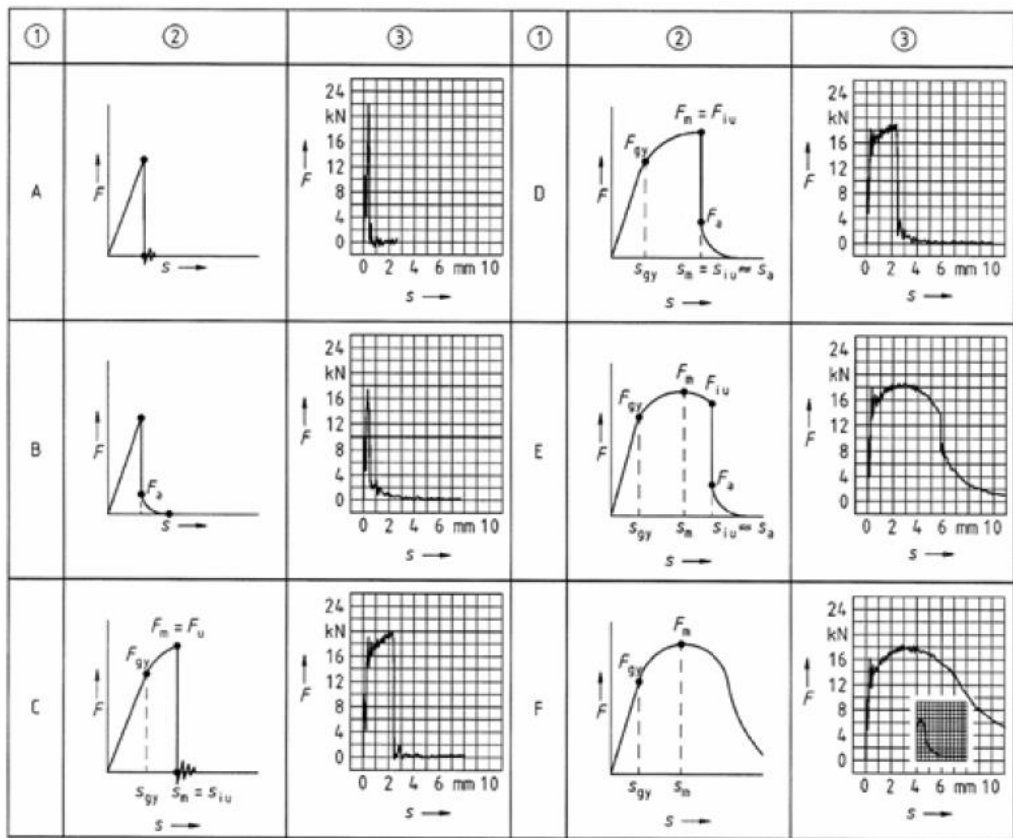 ① ② ③ ① ② ③
A
F
s
24
kN
16
12
8
4
0
F
0 2 4 6 mm 10
s
D
F_m = F_iu
F_gy
F_a
F
s_gy s_m = s_iu ≈ s_a
s
24
kN
16
12
8
4
0
F
0 2 4 6 mm 10
s
B
F
F_a
s
24
kN
16
12
8
4
0
F
0 2 4 6 mm 10
s
E
F_m
F_iu
F_gy
F_a
F
s_gy s_m s_iu ≈ s_a
s
24
kN
16
12
8
4
0
F
0 2 4 6 mm 10
s
C
F_m = F_u
F_gy
F
s_gy s_m = s_iu
s
24
kN
16
12
8
4
0
F
0 2 4 6 mm 10
s
F
F_m
F_gy
F
s_gy s_m
s
24
kN
16
12
8
4
0
F
0 2 4 6 mm 10
s